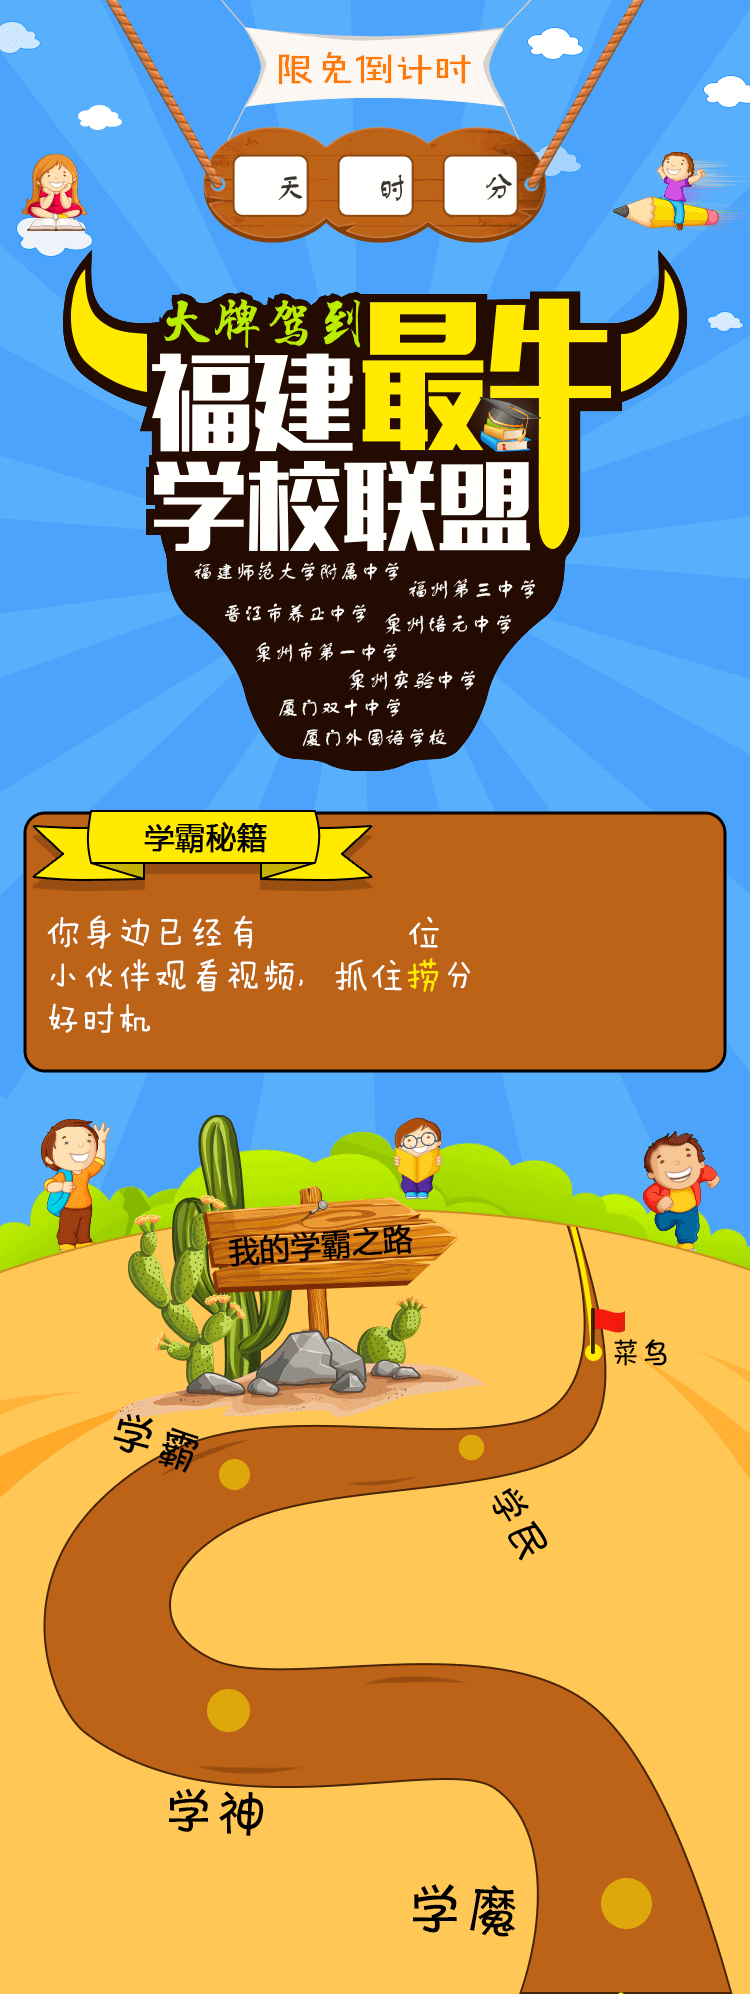 限免倒计时
天 时 分
大牌驾到
福建最牛
学校联盟
福建师范大学附属中学
福州第三中学
晋江市养正中学
泉州培元中学
泉州市第一中学
泉州实验中学
厦门双十中学
厦门外国语学校
学霸秘籍
你身边已经有 位
小伙伴观看视频，抓住捞分
好时机
我的学霸之路
菜鸟
学霸
学民
学神
学魔